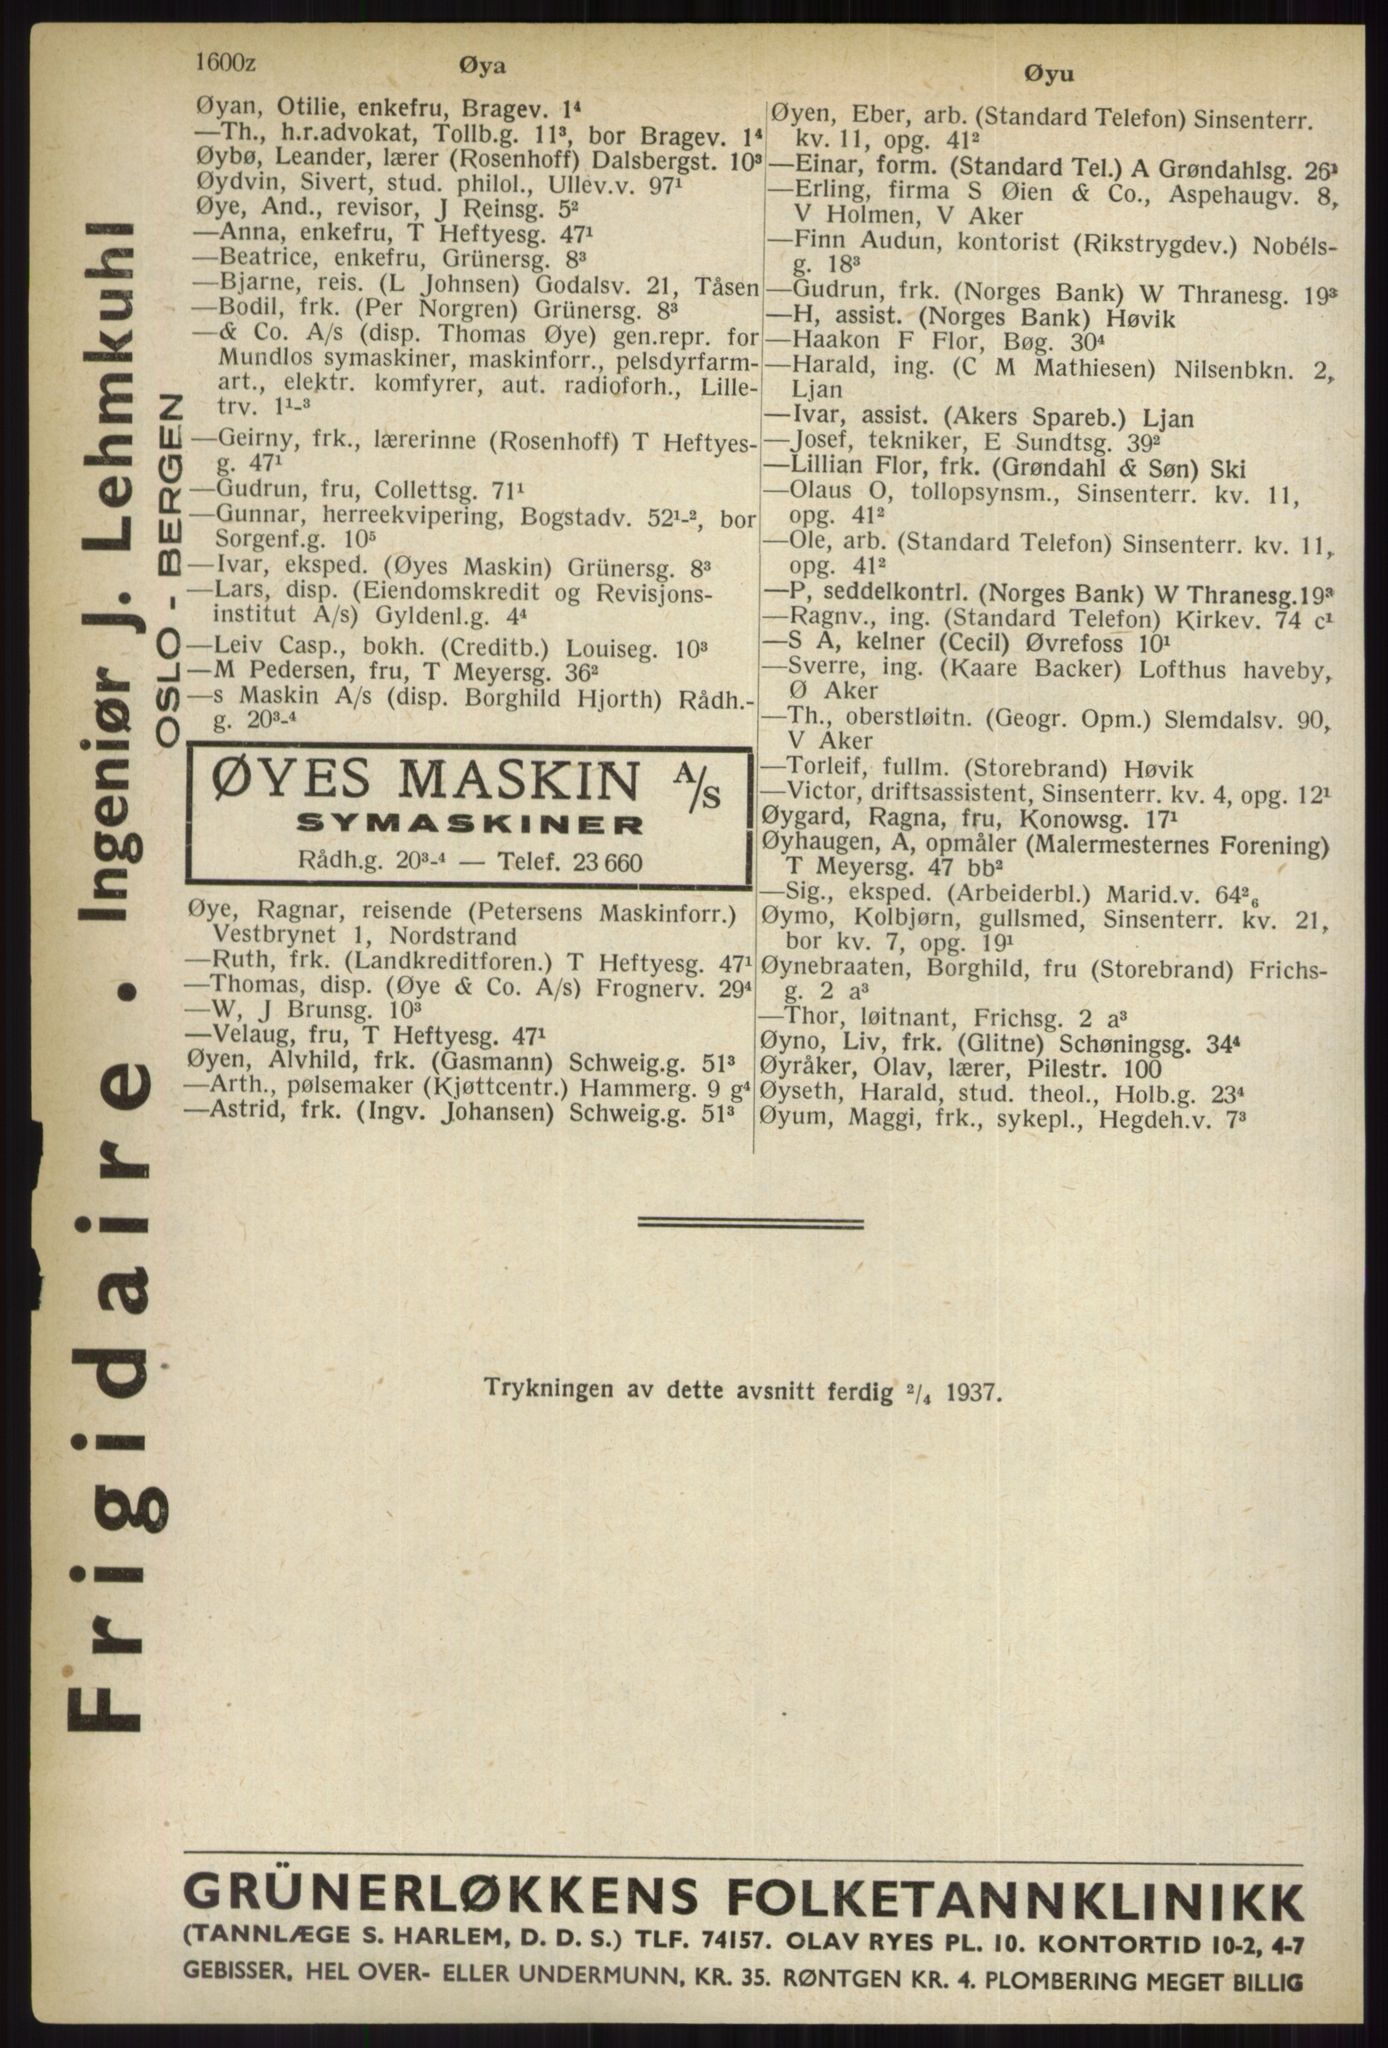 1600z
Øya
Øyu
Øyan, Otilie, enkefru, Bragev. 1⁴
—Th., h.r.advokat, Tollb.g. 11³, bor Bragev. 1⁴
Øybø, Leander, lærer (Rosenhoff) Dalsbergst. 10³
Øydvin, Sivert, stud. philol., Ullev.v. 97¹
Øye, And., revisor, J Reinsg. 5²
—Anna, enkefru, T Heftyesg. 47¹
—Beatrice, enkefru, Grünersg. 8³
—Bjarne, reis. (L Johnsen) Godalsv. 21, Tåsen
—Bodil, frk. (Per Norgren) Grünersg. 8³
—& Co. A/s (disp. Thomas Øye) gen.repr. for
Mundlos symaskiner, maskinforr., pelsdyrfarm-
art., elektr. komfyrer, aut. radioforh., Lille-
trv. 1¹-³
—Geirny, frk., lærerinne (Rosenhoff) T Heftyes-
g. 47¹
—Gudrun, fru, Collettsg. 71¹
—Gunnar, herreekvipering, Bogstadv. 52¹-², bor
Sorgenf.g. 10⁵
—Ivar, eksped. (Øyes Maskin) Grünersg. 8³
—Lars, disp. (Eiendomskredit og Revisjons-
institut A/s) Gyldenl.g. 4⁴
—Leiv Casp., bokh. (Creditb.) Louiseg. 10³
—M Pedersen, fru, T Meyersg. 36²
—s Maskin A/s (disp. Borghild Hjorth) Rådh.-
g. 20³-⁴
ØYES MASKIN A/S
SYMASKINER
Rådh.g. 20³-⁴ — Telef. 23 660
Øye, Ragnar, reisende (Petersens Maskinforr.)
Vestbrynet 1, Nordstrand
—Ruth, frk. (Landkreditforen.) T Heftyesg. 47¹
—Thomas, disp. (Øye & Co. A/s) Frognerv. 29⁴
—W, J Brunsg. 10³
—Velaug, fru, T Heftyesg. 47¹
Øyen, Alvhild, frk. (Gasmann) Schweig.g. 51³
—Arth., pølsemaker (Kjøttcentr.) Hammerg. 9 g⁴
—Astrid, frk. (Ingv. Johansen) Schweig.g. 51³
Øyen, Eber, arb. (Standard Telefon) Sinsenterr.
kv. 11, opg. 41²
—Einar, form. (Standard Tel.) A Grøndahlsg. 26¹
—Erling, firma S Øien & Co., Aspehaugv. 8,
V Holmen, V Aker
—Finn Audun, kontorist (Rikstrygdev.) Nobéls-
g. 18³
—Gudrun, frk. (Norges Bank) W Thranesg. 19³
—H, assist. (Norges Bank) Høvik
—Haakon F Flor, Bøg. 30⁴
—Harald, ing. (C M Mathiesen) Nilsenbkn. 2,
Ljan
—Ivar, assist. (Akers Spareb.) Ljan
—Josef, tekniker, E Sundtsg. 39²
—Lillian Flor, frk. (Grøndahl & Søn) Ski
—Olaus O, tollopsynsm., Sinsenterr. kv. 11,
opg. 41²
—Ole, arb. (Standard Telefon) Sinsenterr. kv. 11,
opg. 41²
—P, seddelkontrl. (Norges Bank) W Thranesg. 19³
—Ragnv., ing. (Standard Telefon) Kirkev. 74 c¹
—S A, kelner (Cecil) Øvrefoss 10¹
—Sverre, ing. (Kaare Backer) Lofthus haveby,
Ø Aker
—Th., oberstløitn. (Geogr. Opm.) Slemdalsv. 90,
V Aker
—Torleif, fullm. (Storebrand) Høvik
—Victor, driftsassistent, Sinsenterr. kv. 4, opg. 12¹
Øygard, Ragna, fru, Konowsg. 17¹
Øyhaugen, A, opmåler (Malermesternes Forening)
T Meyersg. 47 bb²
—Sig., eksped. (Arbeiderbl.) Marid.v. 64²₆
Øymo, Kolbjørn, gullsmed, Sinsenterr. kv. 21,
bor kv. 7, opg. 19¹
Øynebraaten, Borghild, fru (Storebrand) Frichs-
g. 2 a³
—Thor, løitnant, Frichsg. 2 a³
Øyno, Liv, frk. (Glitne) Schøningsg. 34⁴
Øyråker, Olav, lærer, Pilestr. 100
Øyseth, Harald, stud. theol., Holb.g. 23⁴
Øyum, Maggi, frk., sykepl., Hegdeh.v. 7³
Trykningen av dette avsnitt ferdig ²/₄ 1937.
Frigidaire. Ingeniør J. Lehmkuhl
OSLO - BERGEN
GRÜNERLØKKENS FOLKETANNKLINIKK
(TANNLÆGE S. HARLEM, D. D. S.) TLF. 74157. OLAV RYES PL. 10. KONTORTID 10-2, 4-7
GEBISSER, HEL OVER- ELLER UNDERMUNN, KR. 35. RØNTGEN KR. 4. PLOMBERING MEGET BILLIG